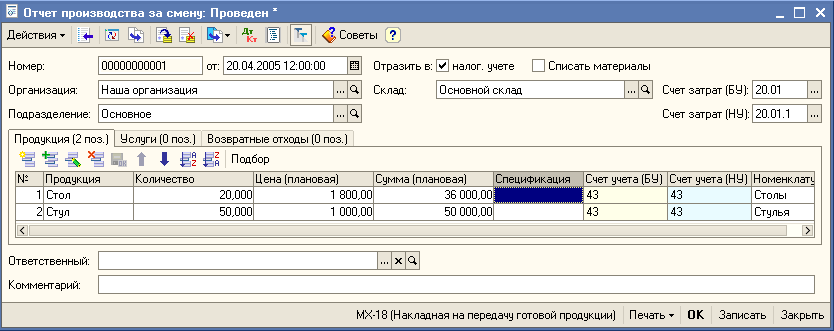 Отчет производства за смену: Проведен *
Действия Дт Кт Советы ?
Номер: 00000000001 от: 20.04.2005 12:00:00 Отразить в: налог. учете Списать материалы
Организация: Наша организация ... Склад: Основной склад ... Счет затрат (БУ): 20.01 ...
Подразделение: Основное ... Счет затрат (НУ): 20.01.1 ...
Продукция (2 поз.) Услуги (0 поз.) Возвратные отходы (0 поз.)
Подбор
№ Продукция Количество Цена (плановая) Сумма (плановая) Спецификация Счет учета (БУ) Счет учета (НУ) Номенклату
1 Стол 20,000 1 800,00 36 000,00 43 43 Столы
2 Стул 50,000 1 000,00 50 000,00 43 43 Стулья
Ответственный: ... x
Комментарий:
МХ-18 (Накладная на передачу готовой продукции) Печать OK Записать Закрыть